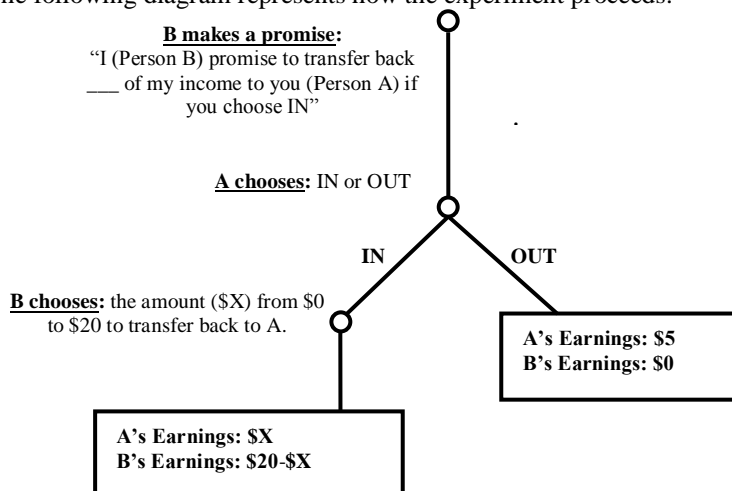 The following diagram represents how the experiment proceeds:
B makes a promise:
“I (Person B) promise to transfer back
___ of my income to you (Person A) if
you choose IN”
A chooses: IN or OUT
IN
OUT
B chooses: the amount ($X) from $0
to $20 to transfer back to A.
A’s Earnings: $5
B’s Earnings: $0
A’s Earnings: $X
B’s Earnings: $20-$X